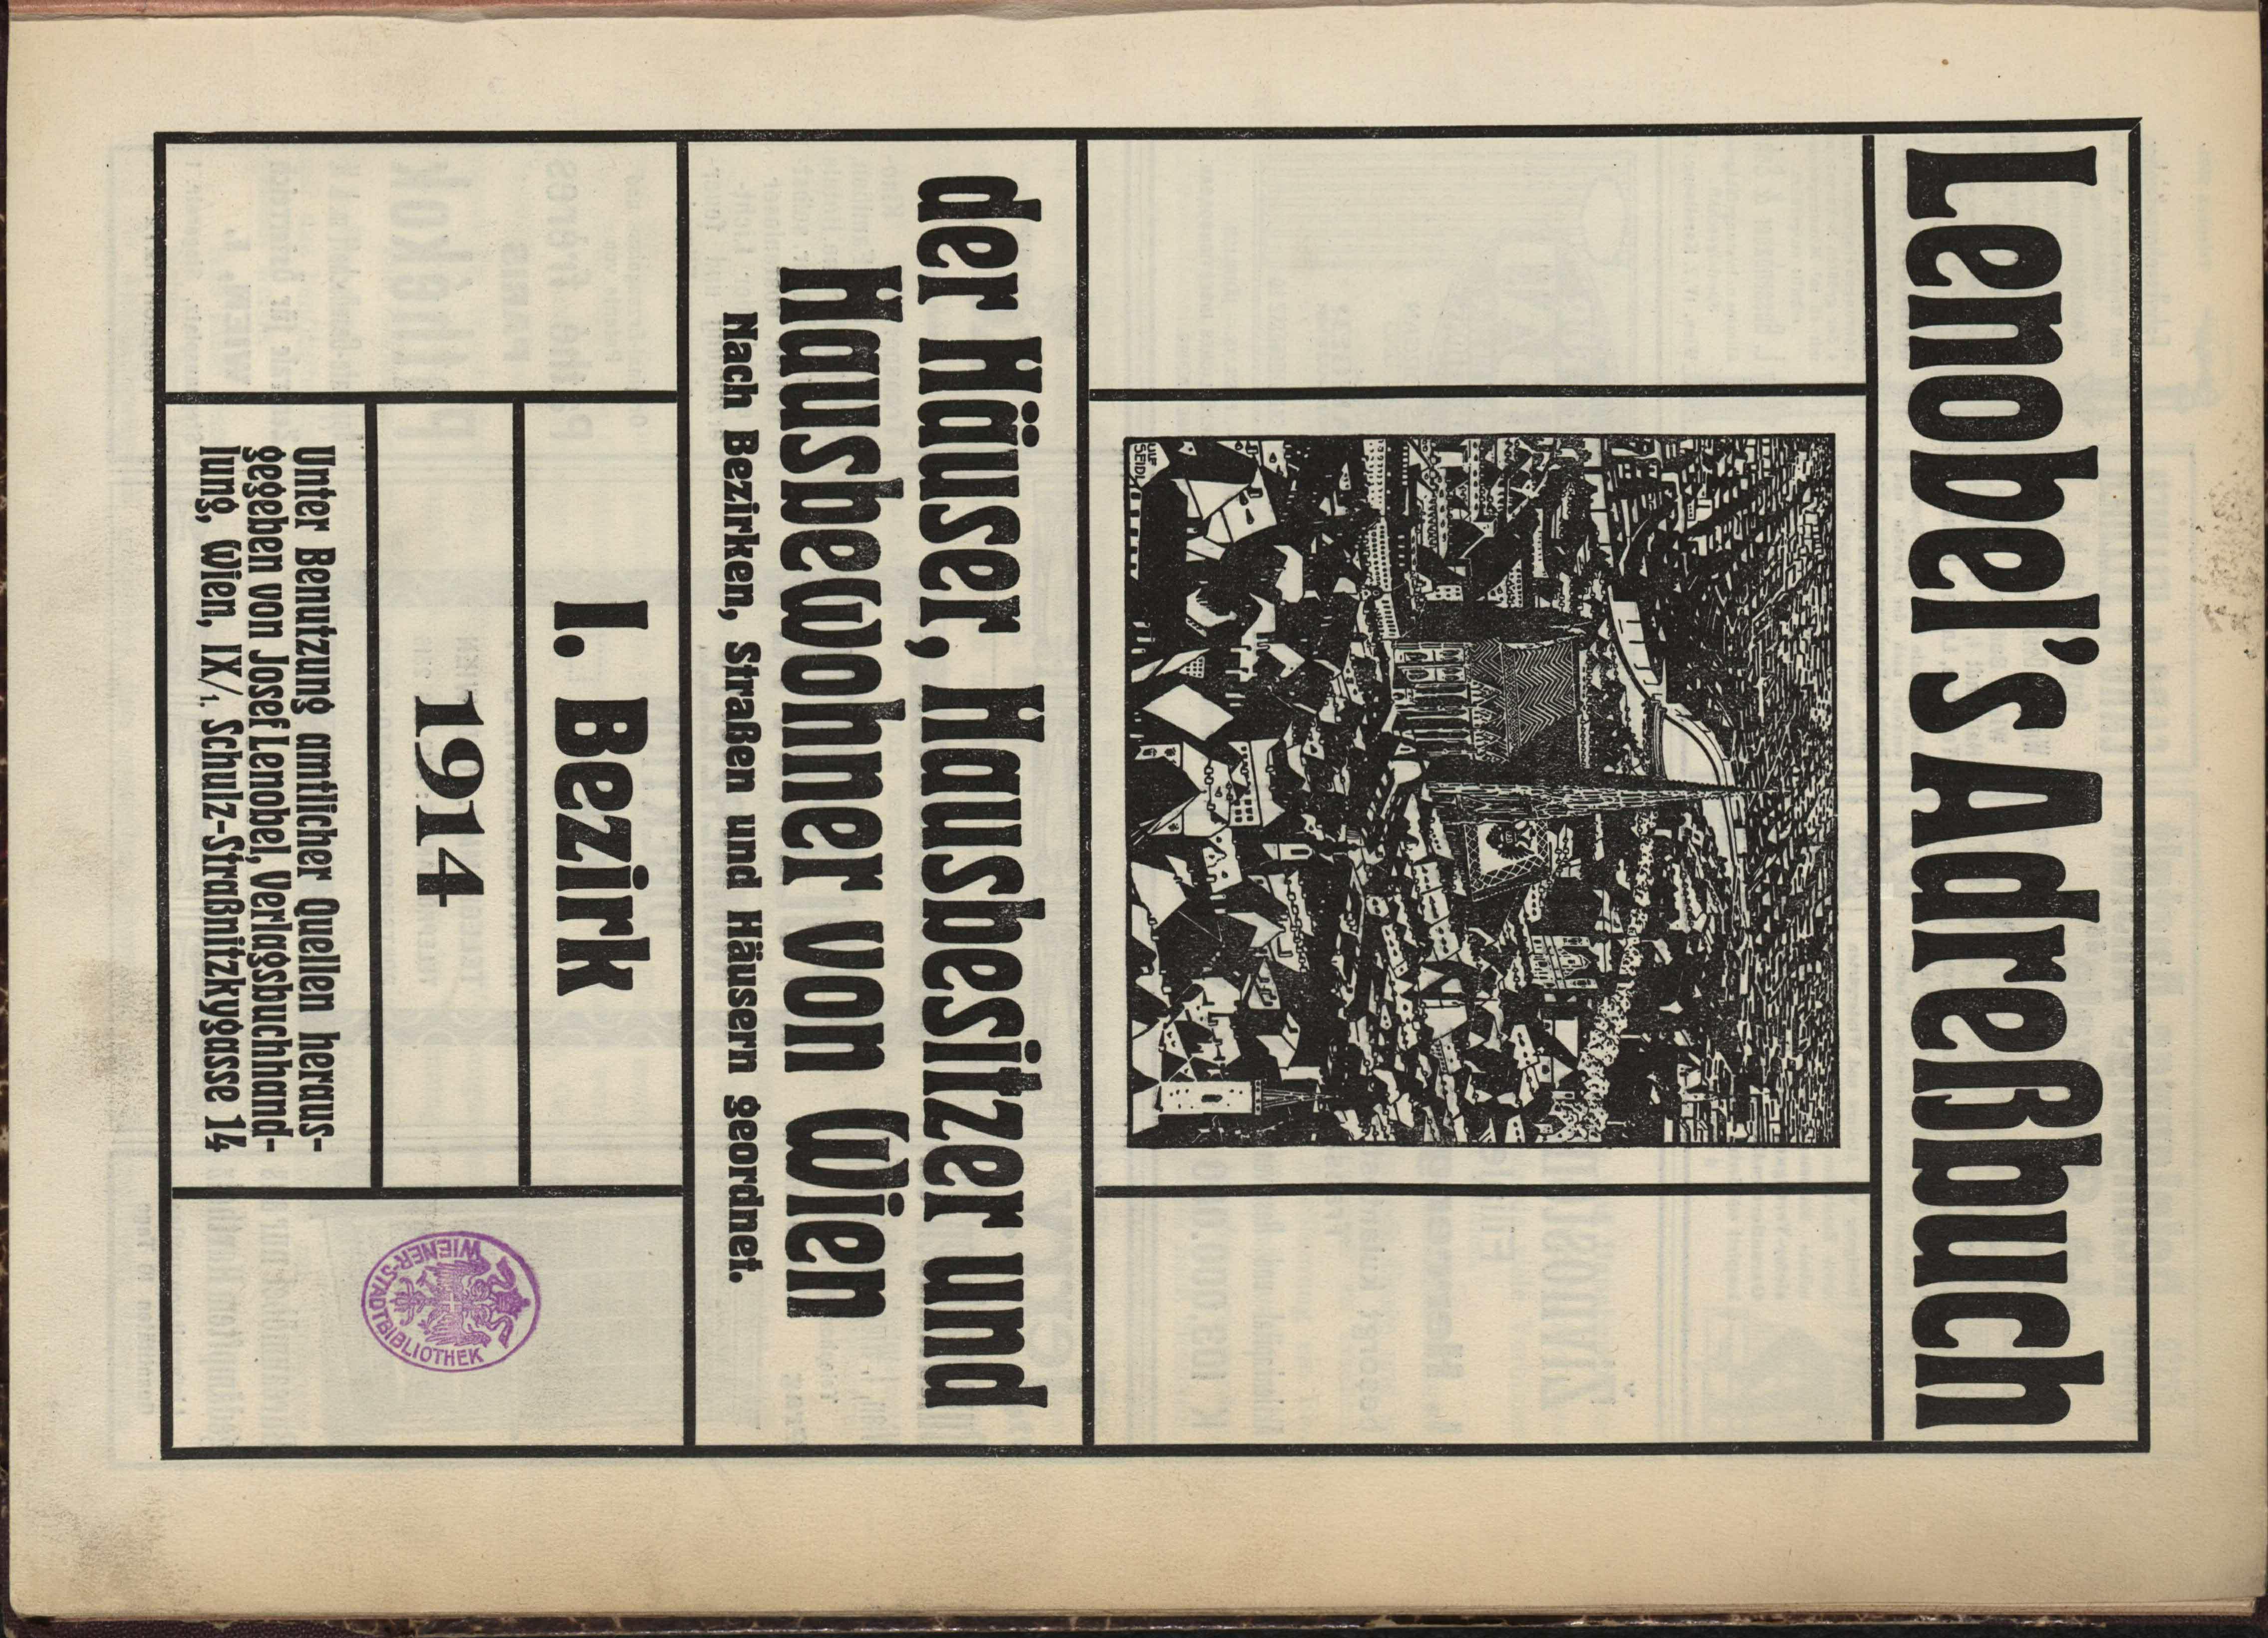 Lenobel's Adreßbuch
ULF
SEIDL
der Häuser, Hausbesitzer und
Hausbewohner von Wien
Nach Bezirken, Straßen und Häusern geordnet.
I. Bezirk
1914
Unter Benutzung amtlicher Quellen heraus-
gegeben von Josef Lenobel, Verlagsbuchhand-
lung, Wien, IX/1. Schulz-Straßnitzkygasse 14
WIENER-STADTBIBLIOTHEK